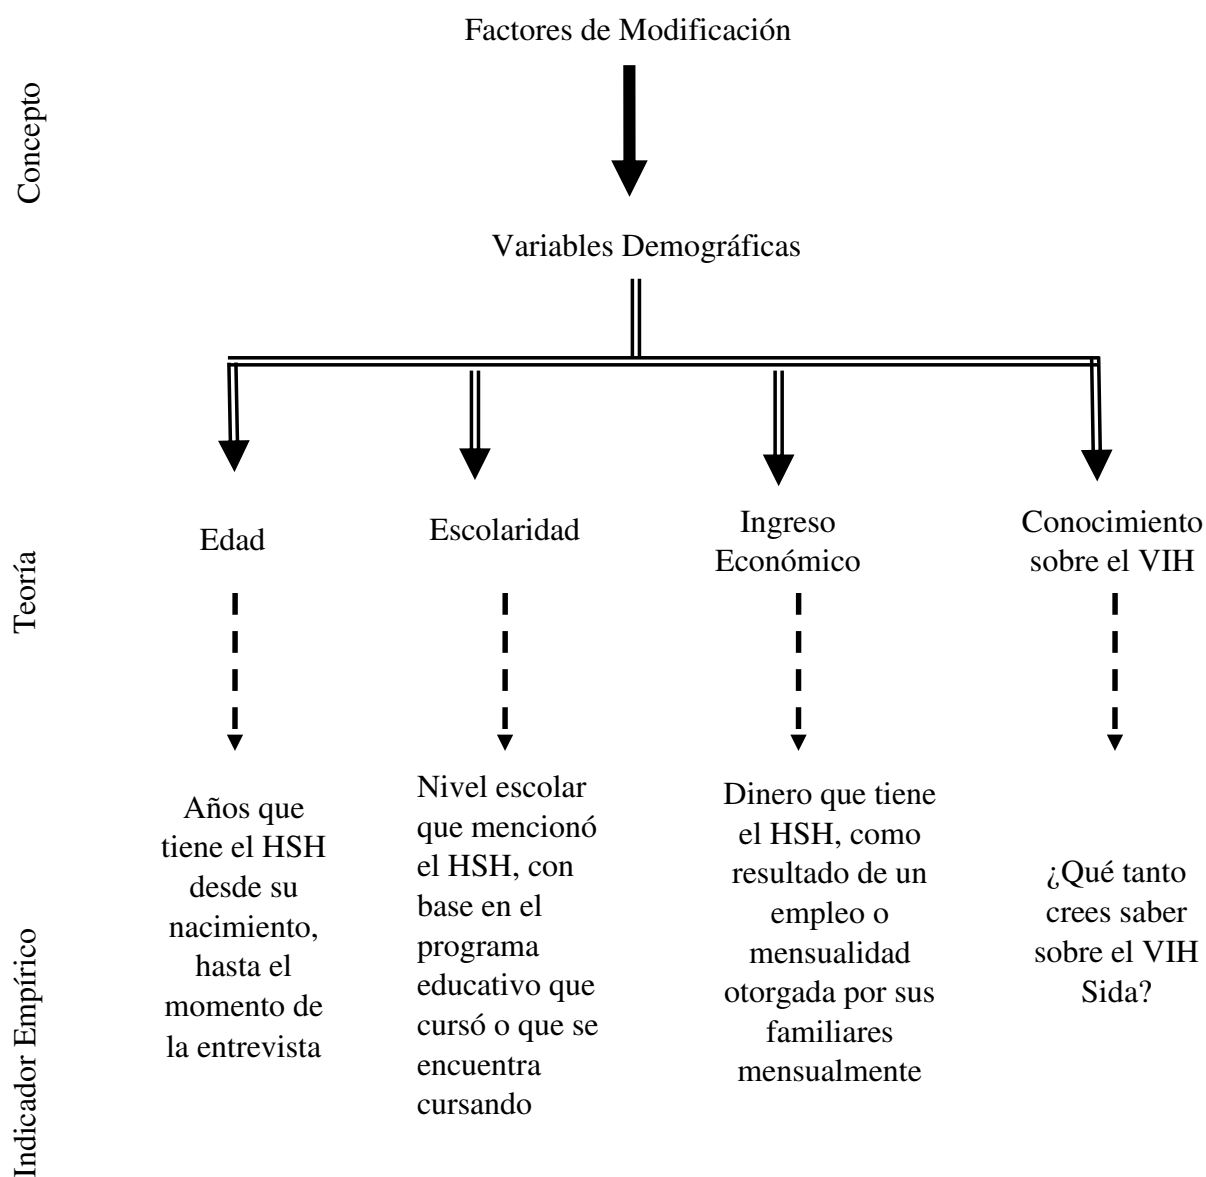 Factores de Modificación
Concepto
Variables Demográficas
Teoría
Edad
Escolaridad
Ingreso
Económico
Conocimiento
sobre el VIH
Indicador Empírico
Años que
tiene el HSH
desde su
nacimiento,
hasta el
momento de
la entrevista
Nivel escolar
que mencionó
el HSH, con
base en el
programa
educativo que
cursó o que se
encuentra
cursando
Dinero que tiene
el HSH, como
resultado de un
empleo o
mensualidad
otorgada por sus
familiares
mensualmente
¿Qué tanto
crees saber
sobre el VIH
Sida?